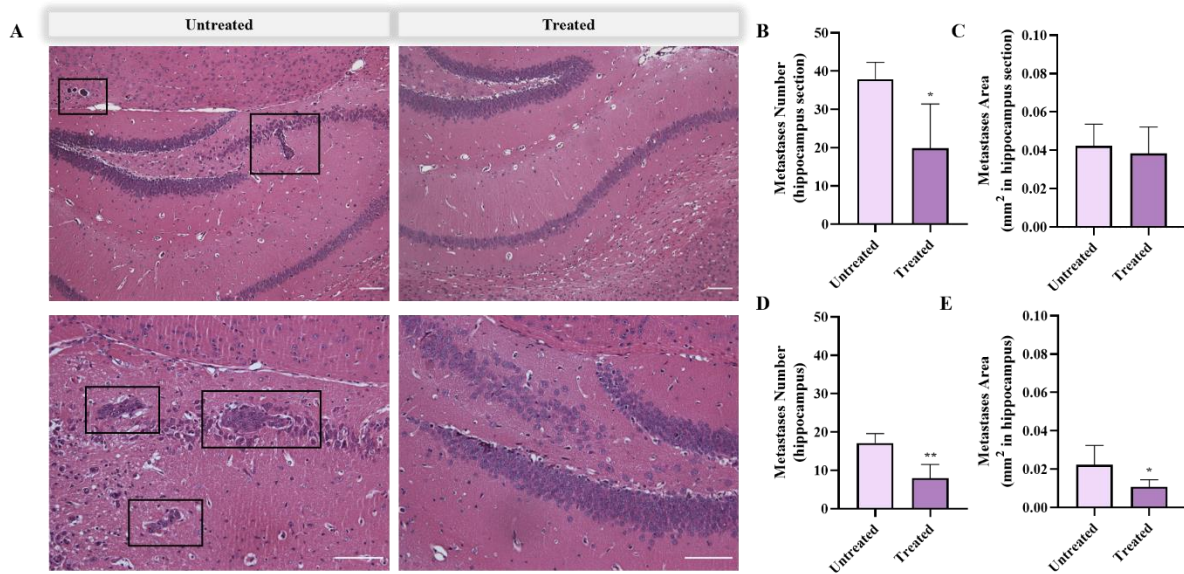 Untreated
Treated
A
B
Metastases Number
(hippocampus section)
50
40
30
20
10
0
*
Untreated
Treated
C
Metastases Area
(mm² in hippocampus section)
0.10
0.08
0.06
0.04
0.02
0.00
Untreated
Treated
D
Metastases Number
(hippocampus)
50
40
30
20
10
0
**
Untreated
Treated
E
Metastases Area
(mm² in hippocampus)
0.10
0.08
0.06
0.04
0.02
0.00
*
Untreated
Treated